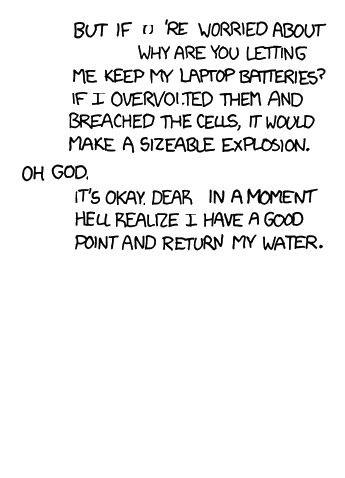 BUT IF 'RE WORRIED ABOUT
WHY ARE YOU LETTING
ME KEEP MY LAPTOP BATTERIES?
IF I OVERVOLTED THEM AND
BREACHED THE CELLS, IT WOULD
MAKE A SIZEABLE EXPLOSION.
OH GOD.
IT'S OKAY. DEAR IN A MOMENT
HE'LL REALIZE I HAVE A GOOD
POINT AND RETURN MY WATER.